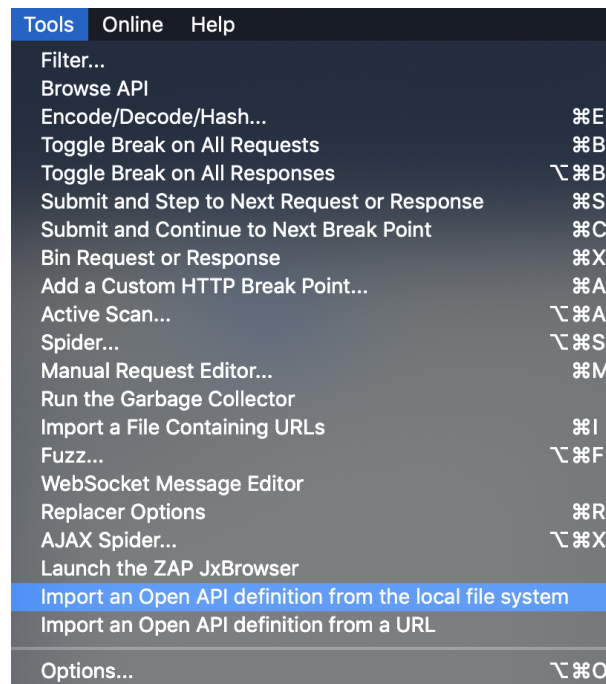 Tools Online Help
Filter...
Browse API
Encode/Decode/Hash... ⌘E
Toggle Break on All Requests ⌘B
Toggle Break on All Responses ⌥⌘B
Submit and Step to Next Request or Response ⌘S
Submit and Continue to Next Break Point ⌘C
Bin Request or Response ⌘X
Add a Custom HTTP Break Point... ⌘A
Active Scan... ⌥⌘A
Spider... ⌥⌘S
Manual Request Editor... ⌘M
Run the Garbage Collector
Import a File Containing URLs ⌘I
Fuzz... ⌥⌘F
WebSocket Message Editor
Replacer Options ⌘R
AJAX Spider... ⌥⌘X
Launch the ZAP JxBrowser
Import an Open API definition from the local file system
Import an Open API definition from a URL
Options... ⌥⌘O